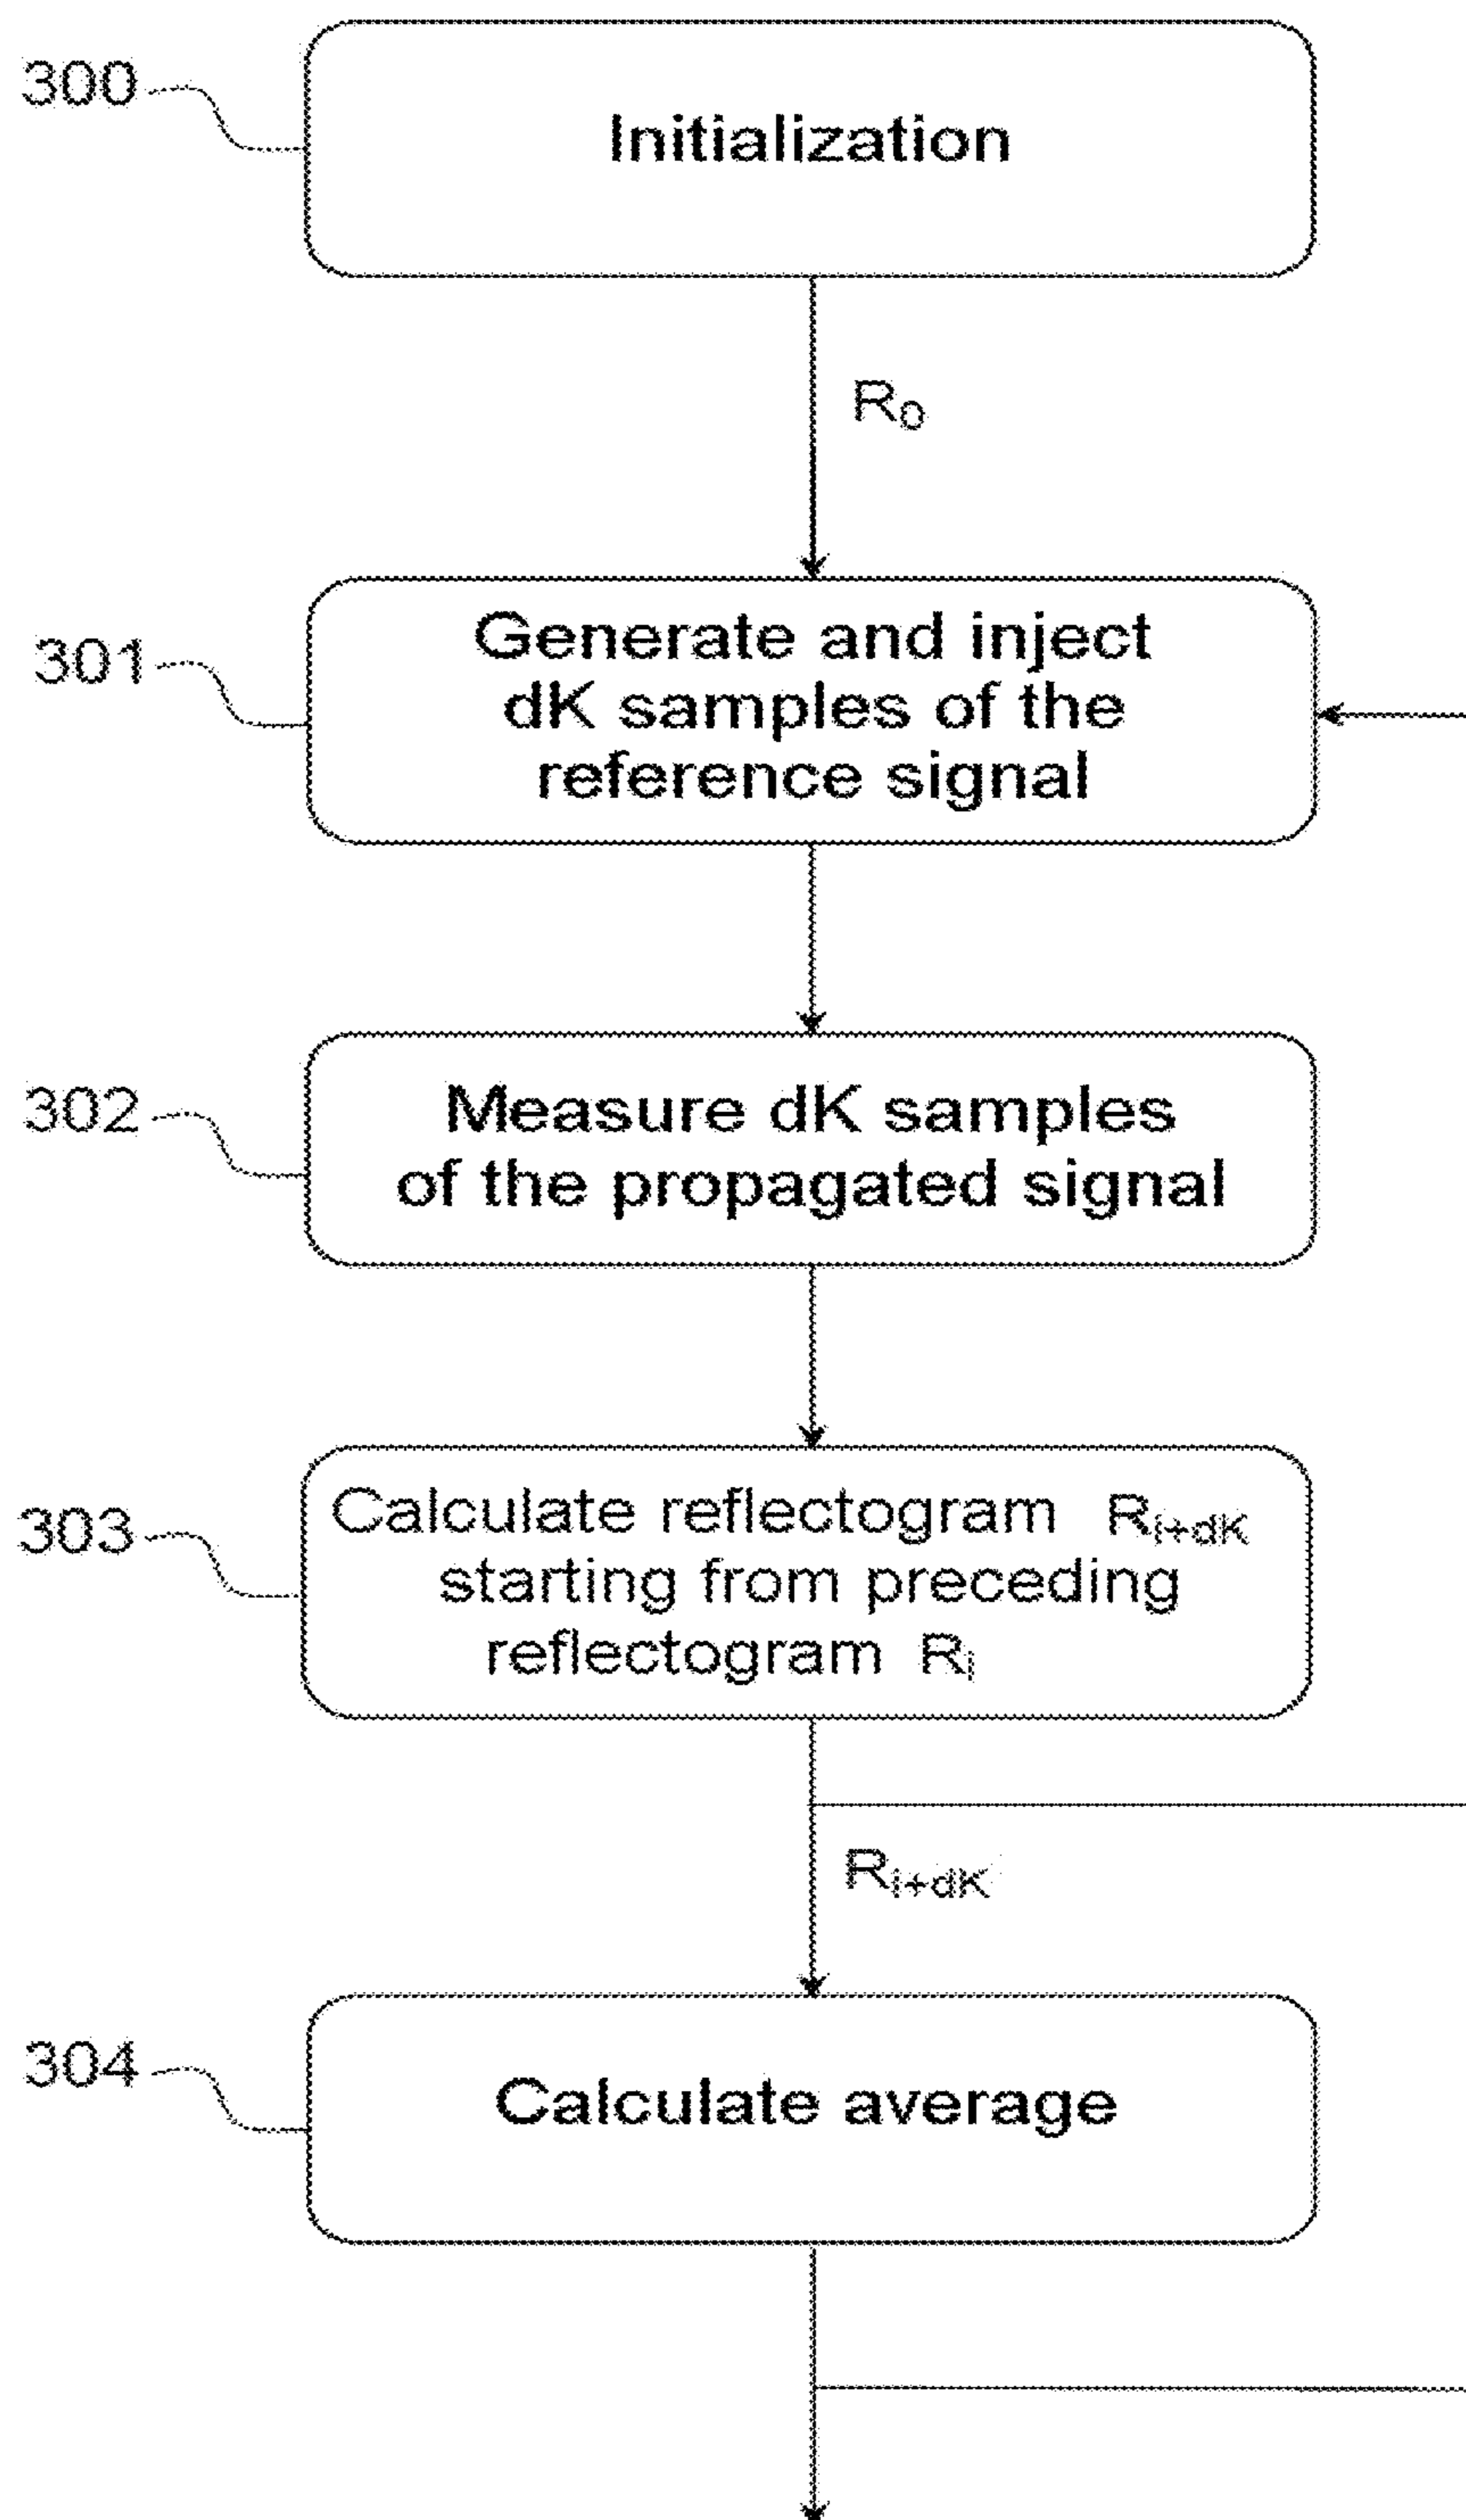 300
Initialization
R₀
301
Generate and inject
dK samples of the
reference signal
302
Measure dK samples
of the propagated signal
303
Calculate reflectogram Rᵢ₊dK
starting from preceding
reflectogram Rᵢ
Rᵢ₊dK
304
Calculate average